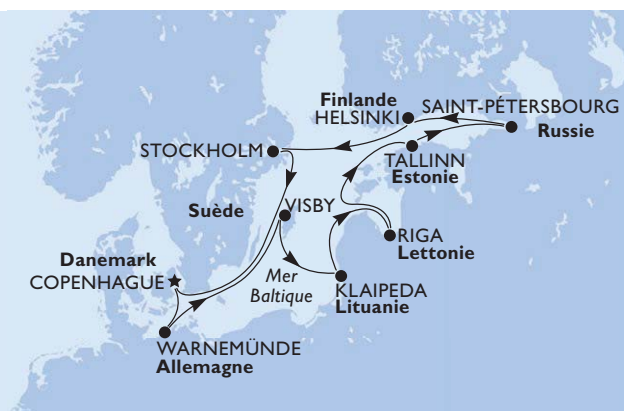 Finlande
HELSINKI
SAINT-PÉTERSBOURG
Russie
STOCKHOLM
TALLINN
Estonie
Suède
VISBY
RIGA
Lettonie
Danemark
COPENHAGUE
Mer
Baltique
KLAIPEDA
Lituanie
WARNEMÜNDE
Allemagne